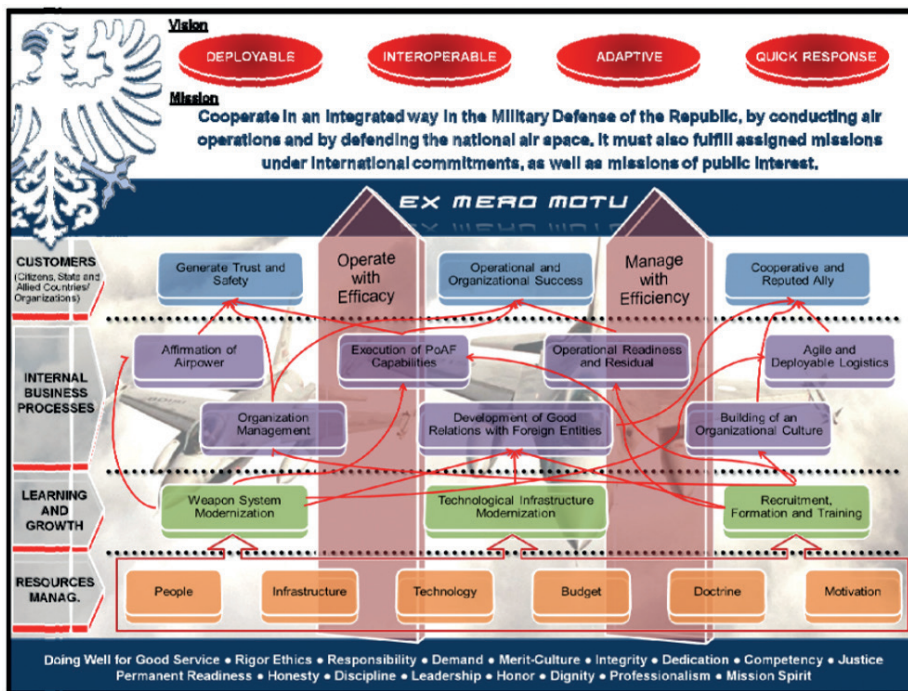 Vision
DEPLOYABLE
INTEROPERABLE
ADAPTIVE
QUICK RESPONSE
Mission
Cooperate in an integrated way in the Military Defense of the Republic, by conducting air
operations and by defending the national air space. It must also fulfill assigned missions
under international commitments, as well as missions of public interest.
EX MERO MOTU
CUSTOMERS
(Citizens, State and
Allied Countries/
Organizations)
Generate Trust and
Safety
Operate
with
Efficacy
Operational and
Organizational Success
Manage
with
Efficiency
Cooperative and
Reputed Ally
INTERNAL
BUSINESS
PROCESSES
Affirmation of
Airpower
Execution of PoAF
Capabilities
Operational Readiness
and Residual
Agile and
Deployable Logistics
Organization
Management
Development of Good
Relations with Foreign Entities
Building of an
Organizational Culture
LEARNING
AND
GROWTH
Weapon System
Modernization
Technological Infrastructure
Modernization
Recruitment,
Formation and Training
RESOURCES
MANAG.
People
Infrastructure
Technology
Budget
Doctrine
Motivation
Doing Well for Good Service ● Rigor Ethics ● Responsibility ● Demand ● Merit-Culture ● Integrity ● Dedication ● Competency ● Justice
Permanent Readiness ● Honesty ● Discipline ● Leadership ● Honor ● Dignity ● Professionalism ● Mission Spirit